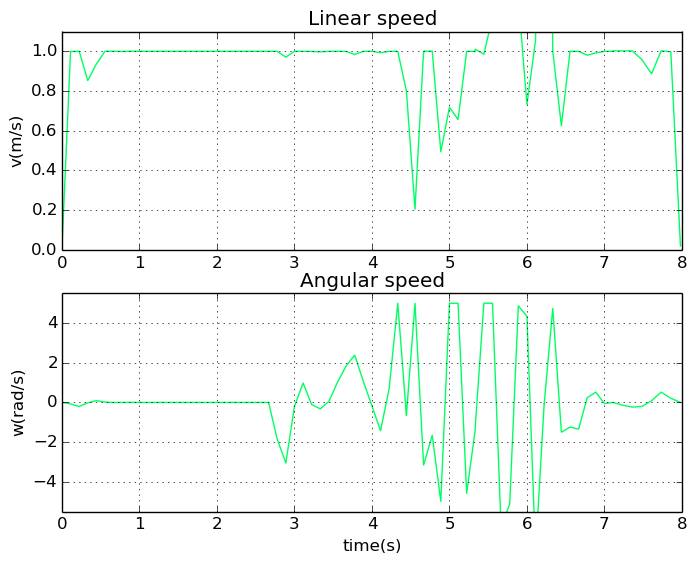 Linear speed
1.0
0.8
0.6
0.4
0.2
0.0
v(m/s)
0 1 2 3 4 5 6 7 8
Angular speed
4
2
0
−2
−4
w(rad/s)
0 1 2 3 4 5 6 7 8
time(s)